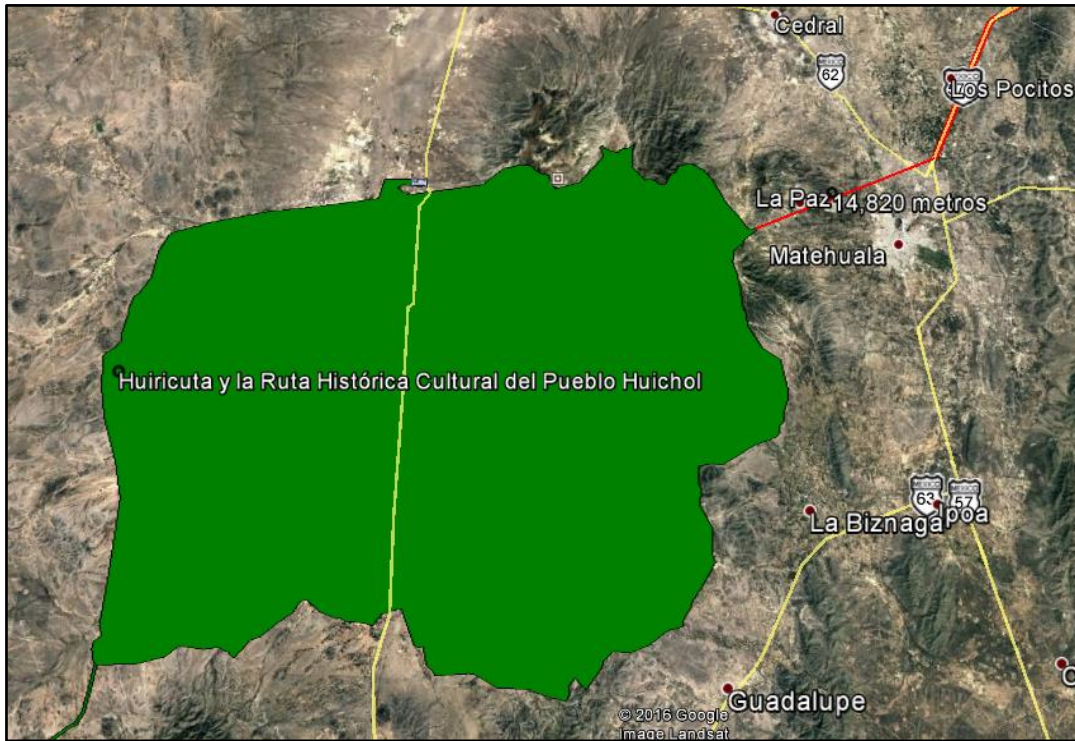 Cedral
62
Los Pocitos
La Paz
14,820 metros
Matehuala
Huiricuta y la Ruta Histórica Cultural del Pueblo Huichol
63
57
La Biznaga
Ipoa
Guadalupe
© 2016 Google
Image Landsat